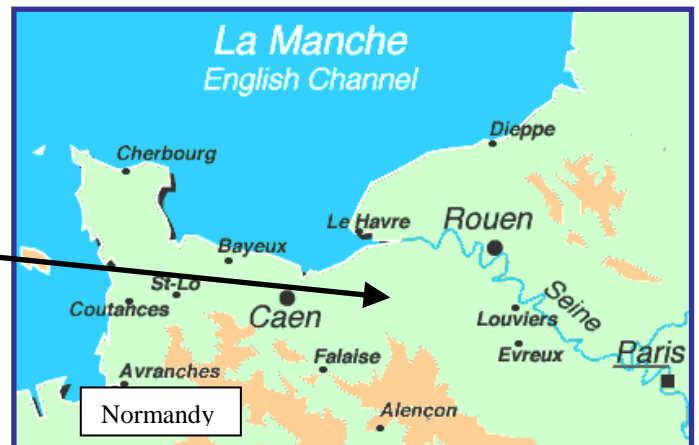 La Manche
English Channel
Dieppe
Cherbourg
Le Havre
Rouen
Bayeux
St-Lo
Coutances
Caen
Seine
Louviers
Evreux
Falaise
Paris
Avranches
Normandy
Alençon